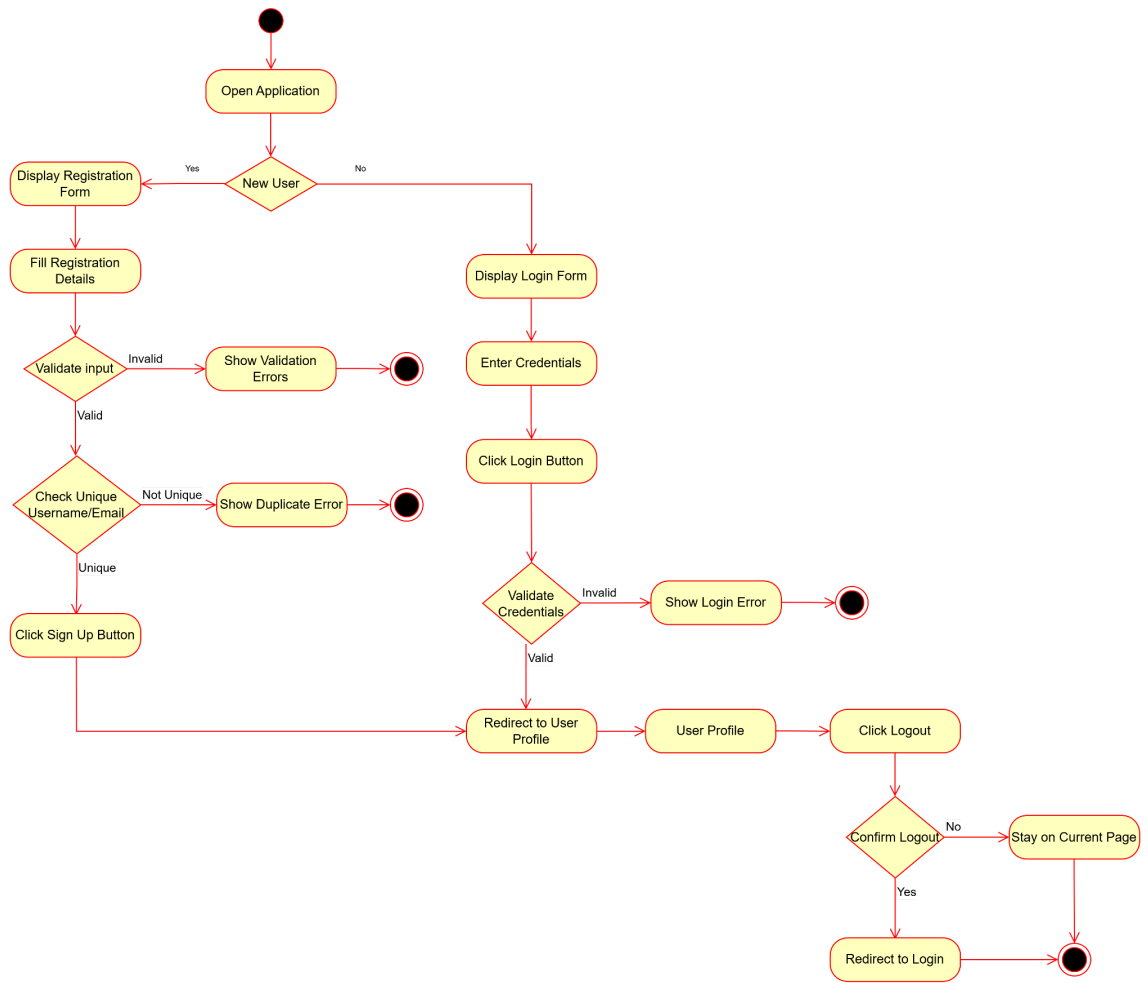 Open Application
Yes
No
New User
Display Registration
Form
Fill Registration
Details
Display Login Form
Validate input
Invalid
Show Validation
Errors
Enter Credentials
Valid
Click Login Button
Check Unique
Username/Email
Not Unique
Show Duplicate Error
Unique
Validate
Credentials
Invalid
Show Login Error
Click Sign Up Button
Valid
Redirect to User
Profile
User Profile
Click Logout
Confirm Logout
No
Stay on Current Page
Yes
Redirect to Login